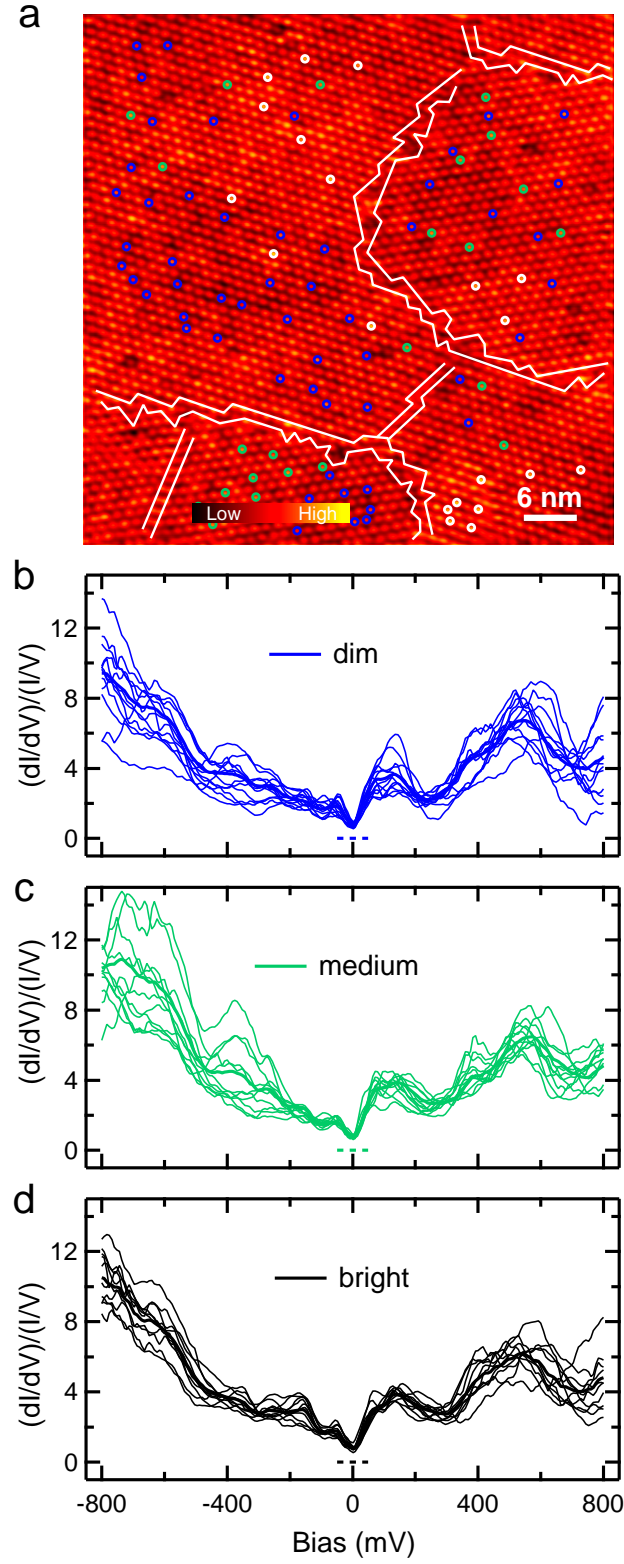 a
Low High
6 nm
b
12
8
4
0
(dI/dV)/(I/V)
dim
c
12
8
4
0
(dI/dV)/(I/V)
medium
d
12
8
4
0
(dI/dV)/(I/V)
bright
-800 -400 0 400 800
Bias (mV)